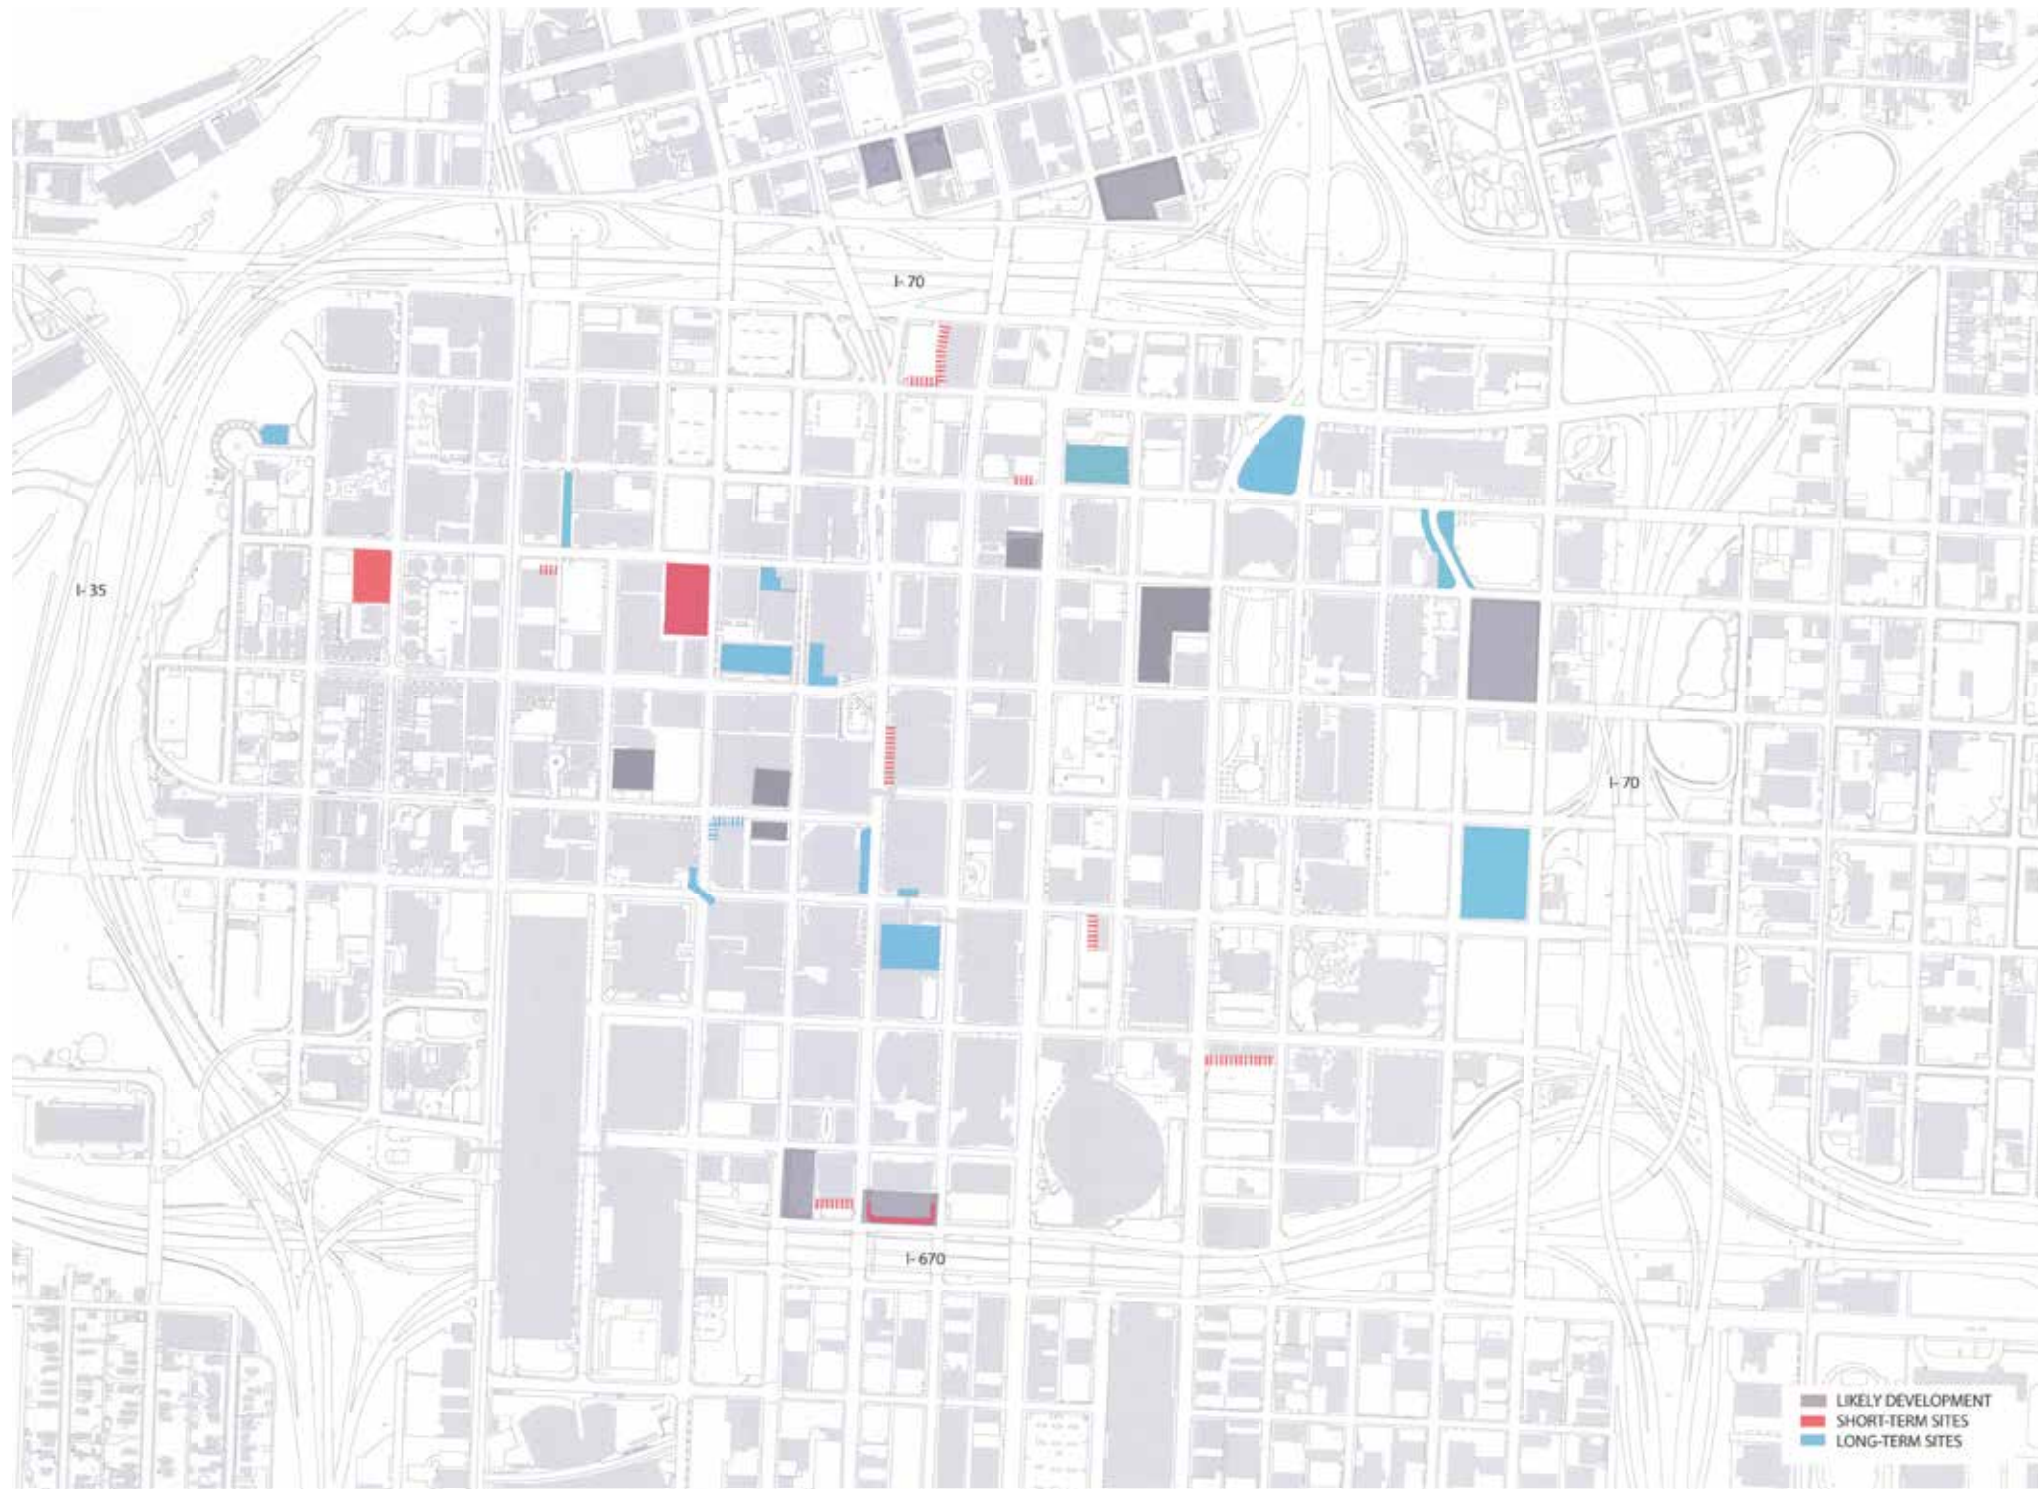 I- 70
I- 35
I- 70
I- 670
LIKELY DEVELOPMENT
SHORT-TERM SITES
LONG-TERM SITES